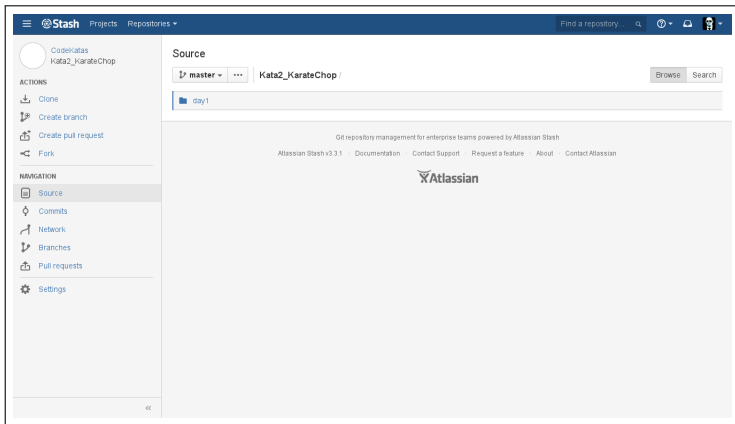 Stash Projects Repositories Find a repository...
CodeKatas
Kata2_KarateChop
ACTIONS
Clone
Create branch
Create pull request
Fork
NAVIGATION
Source
Commits
Network
Branches
Pull requests
Settings
Source
master Kata2_KarateChop / Browse Search
day1
Git repository management for enterprise teams powered by Atlassian Stash
Atlassian Stash v3.3.1 · Documentation · Contact Support · Request a feature · About · Contact Atlassian
Atlassian